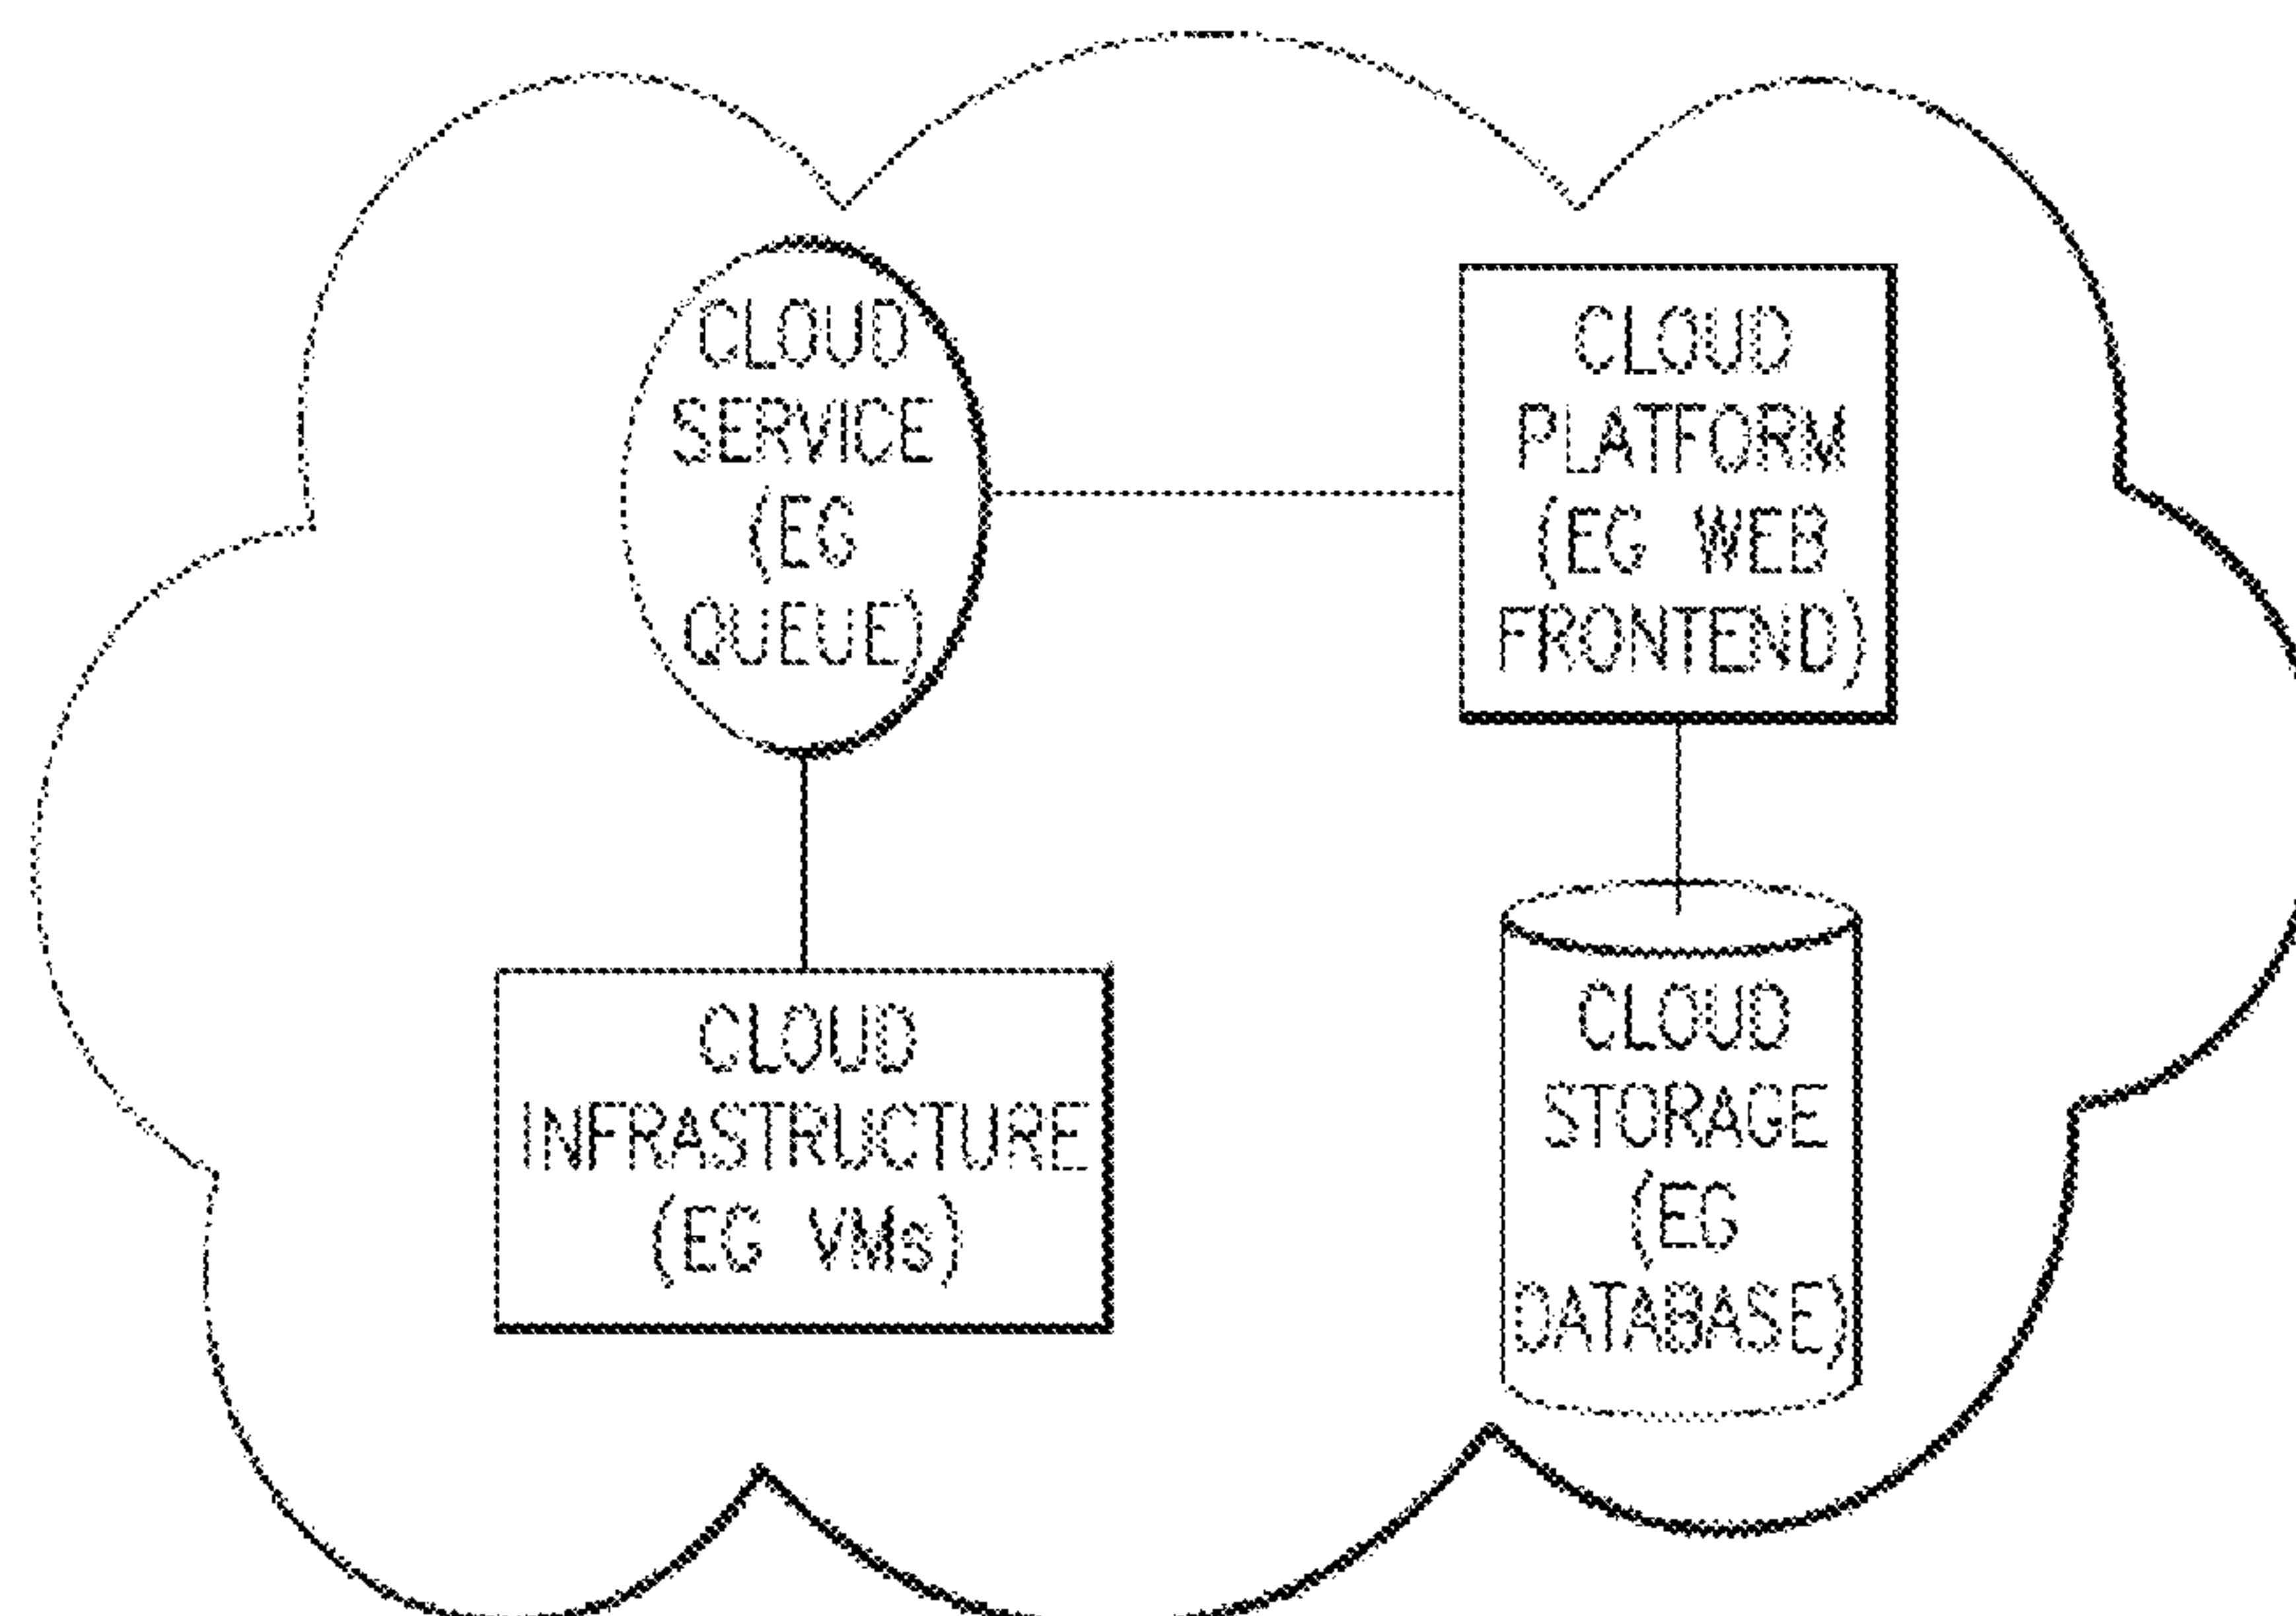 CLOUD
SERVICE
(EG
QUEUE)
CLOUD
PLATFORM
(EG WEB
FRONTEND)
CLOUD
INFRASTRUCTURE
(EG VMs)
CLOUD
STORAGE
(EG
DATABASE)